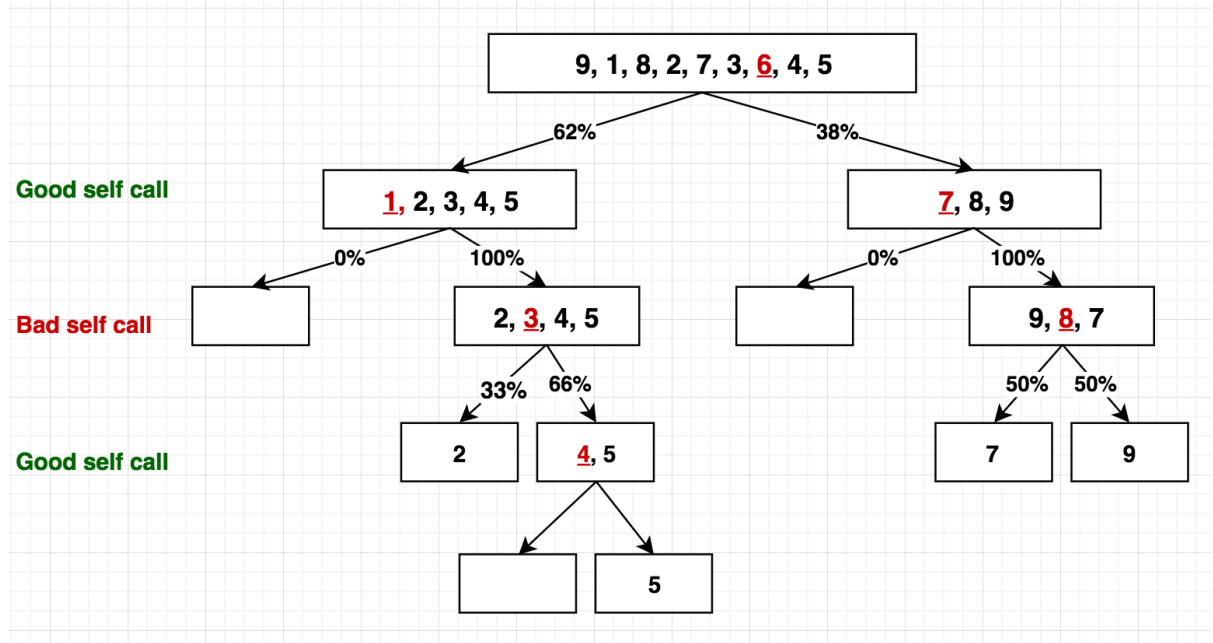 9, 1, 8, 2, 7, 3, 6, 4, 5
62%
38%
Good self call
1, 2, 3, 4, 5
7, 8, 9
0%
100%
0%
100%
Bad self call
2, 3, 4, 5
9, 8, 7
33%
66%
50%
50%
Good self call
2
4, 5
7
9
5